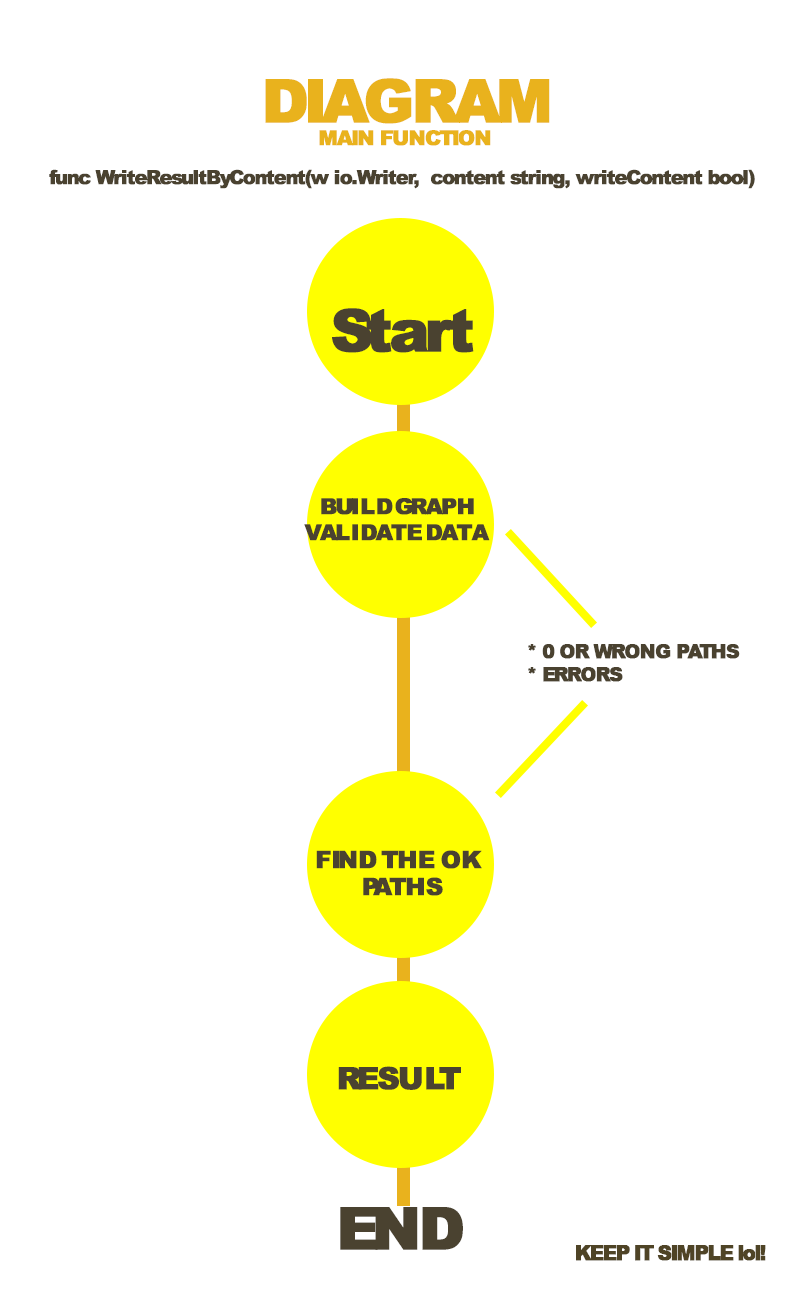 DIAGRAM
MAIN FUNCTION
func WriteResultByContent(w io.Writer, content string, writeContent bool)
Start
BUILD GRAPH
VALIDATE DATA
* 0 OR WRONG PATHS
* ERRORS
FIND THE OK
PATHS
RESULT
END
KEEP IT SIMPLE lol!